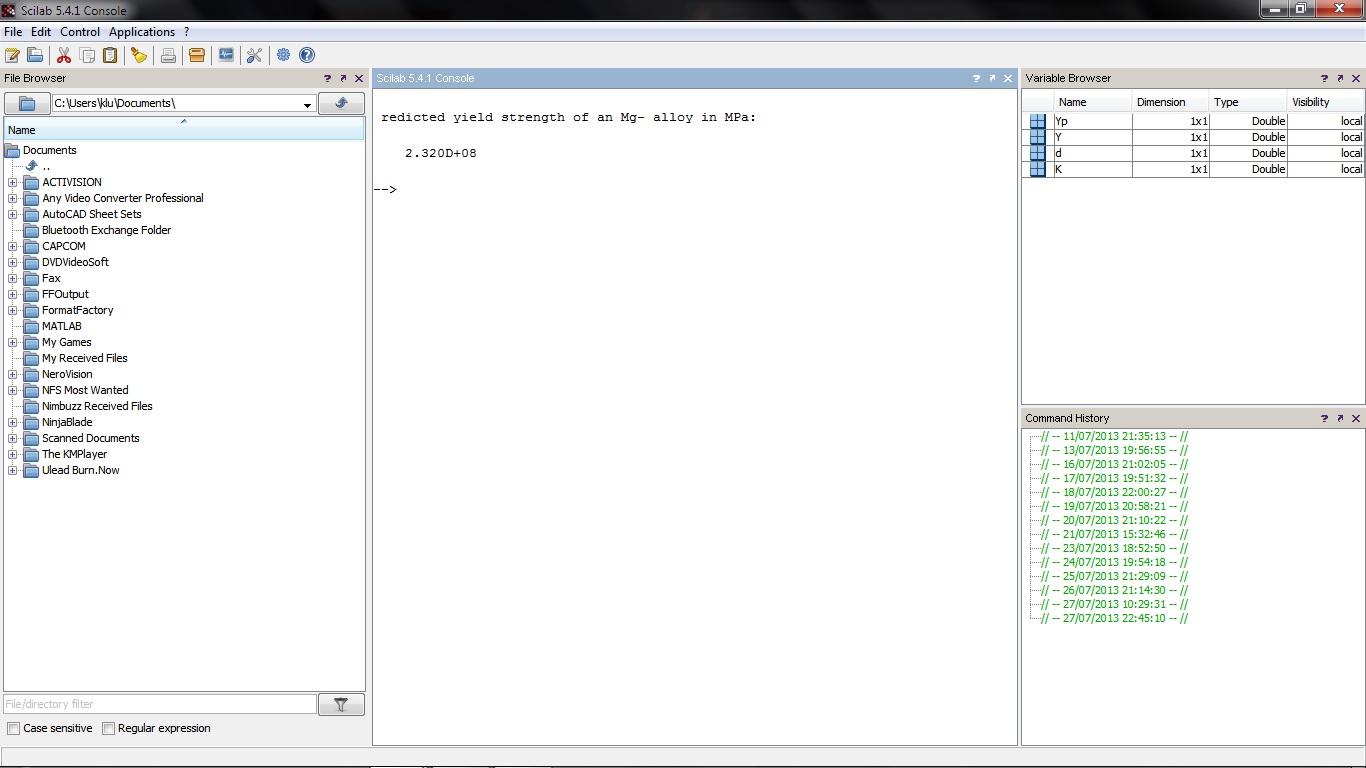 Scilab 5.4.1 Console
File Edit Control Applications ?
File Browser
C:\Users\klu\Documents\
Name
Documents
..
ACTIVISION
Any Video Converter Professional
AutoCAD Sheet Sets
Bluetooth Exchange Folder
CAPCOM
DVDVideoSoft
Fax
FFOutput
FormatFactory
MATLAB
My Games
My Received Files
NeroVision
NFS Most Wanted
Nimbuzz Received Files
NinjaBlade
Scanned Documents
The KMPlayer
Ulead Burn.Now
File/directory filter
Case sensitive Regular expression
Scilab 5.4.1 Console
redicted yield strength of an Mg- alloy in MPa:
2.320D+08
-->
Variable Browser
Name Dimension Type Visibility
Yp 1x1 Double local
Y 1x1 Double local
d 1x1 Double local
K 1x1 Double local
Command History
// -- 11/07/2013 21:35:13 -- //
// -- 13/07/2013 19:56:55 -- //
// -- 16/07/2013 21:02:05 -- //
// -- 17/07/2013 19:51:32 -- //
// -- 18/07/2013 22:00:27 -- //
// -- 19/07/2013 20:58:21 -- //
// -- 20/07/2013 21:10:22 -- //
// -- 21/07/2013 15:32:46 -- //
// -- 23/07/2013 18:52:50 -- //
// -- 24/07/2013 19:54:18 -- //
// -- 25/07/2013 21:29:09 -- //
// -- 26/07/2013 21:14:30 -- //
// -- 27/07/2013 10:29:31 -- //
// -- 27/07/2013 22:45:10 -- //